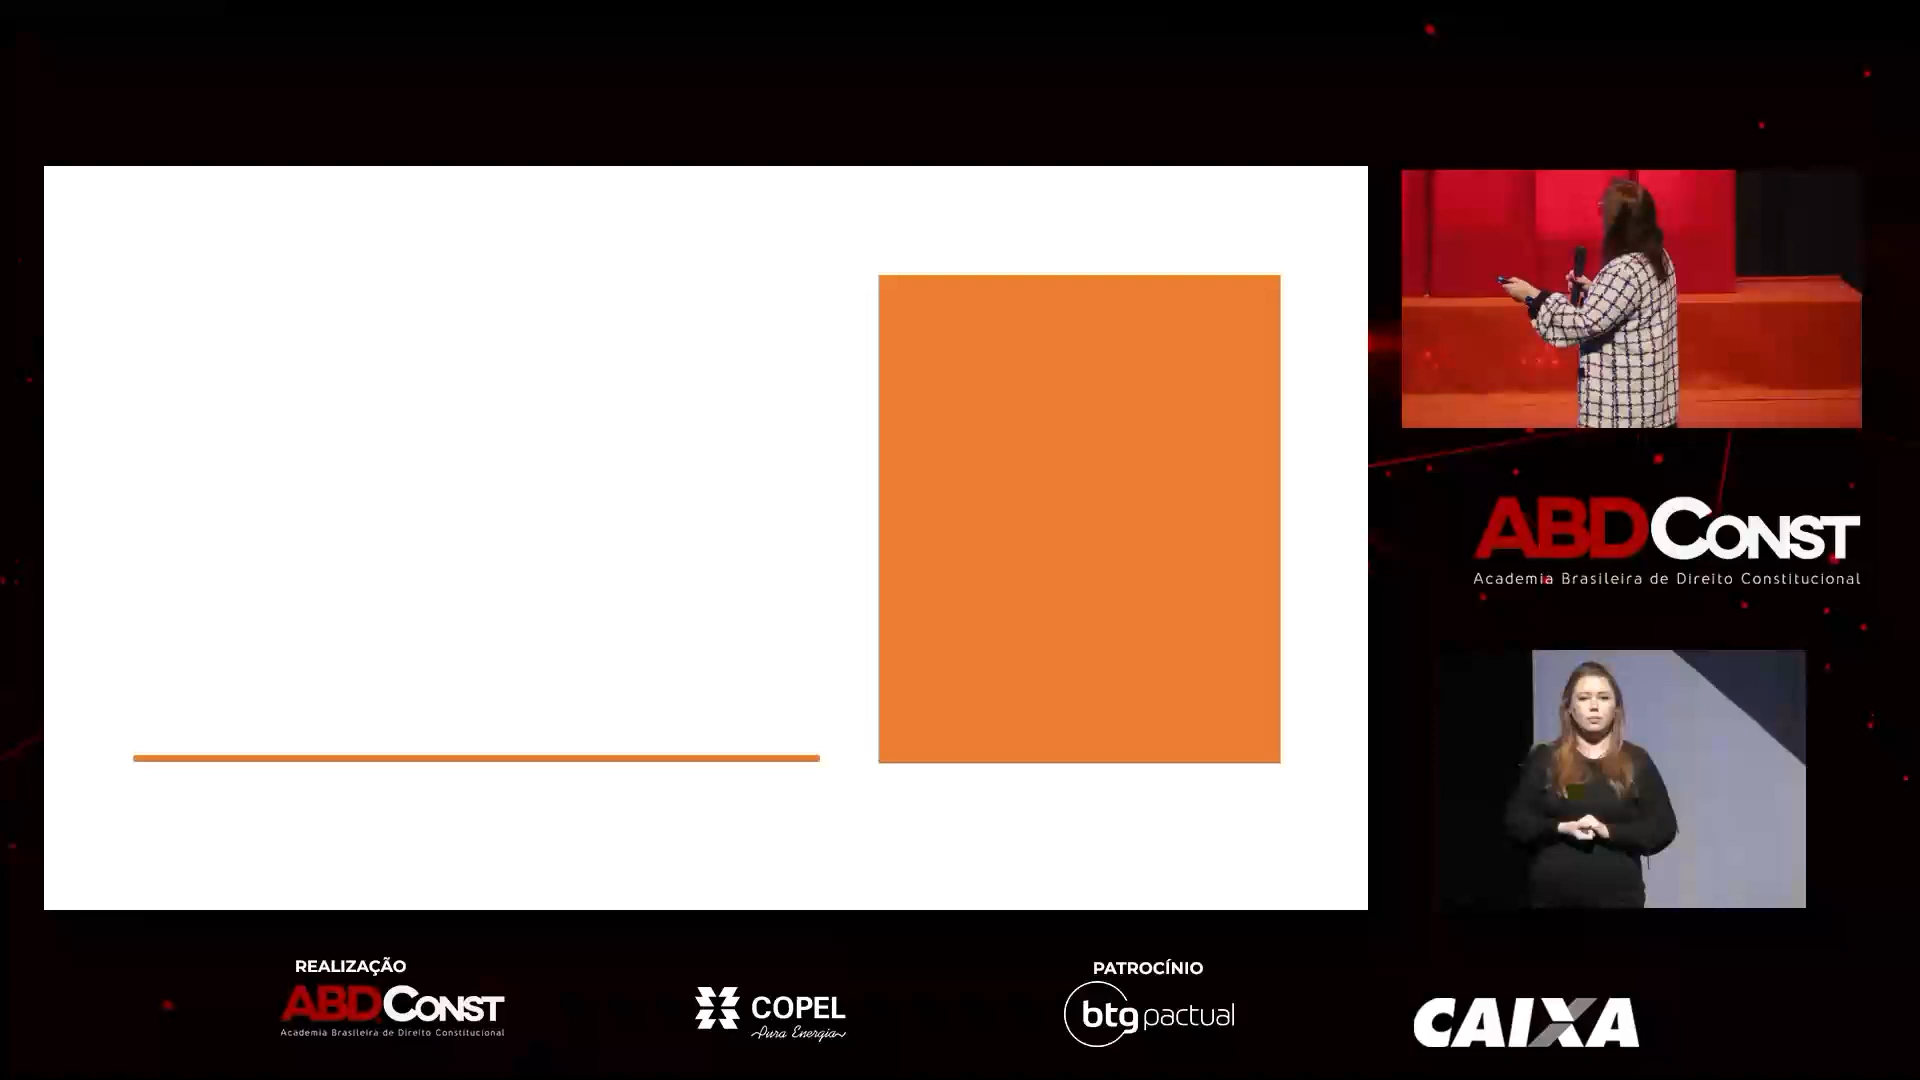 ABDCONST
Academia Brasileira de Direito Constitucional
REALIZAÇÃO
ABDCONST
Academia Brasileira de Direito Constitucional
COPEL
Pura Energia
PATROCÍNIO
btg pactual
CAIXA